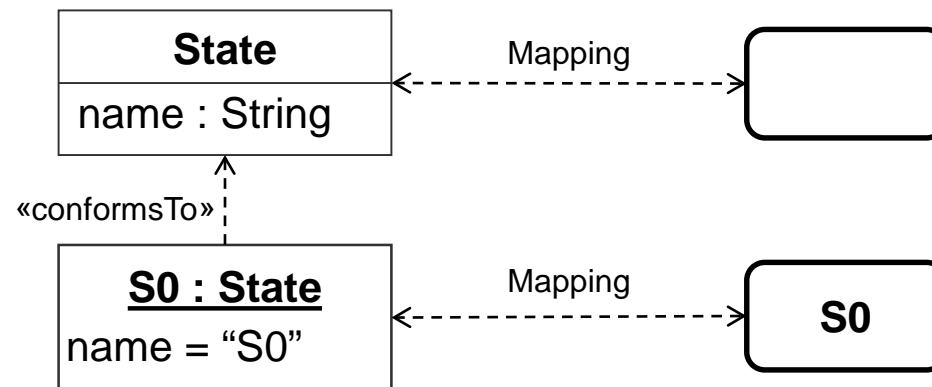 State
Mapping
name : String
«conformsTo»
S0 : State
Mapping
name = “S0”
S0